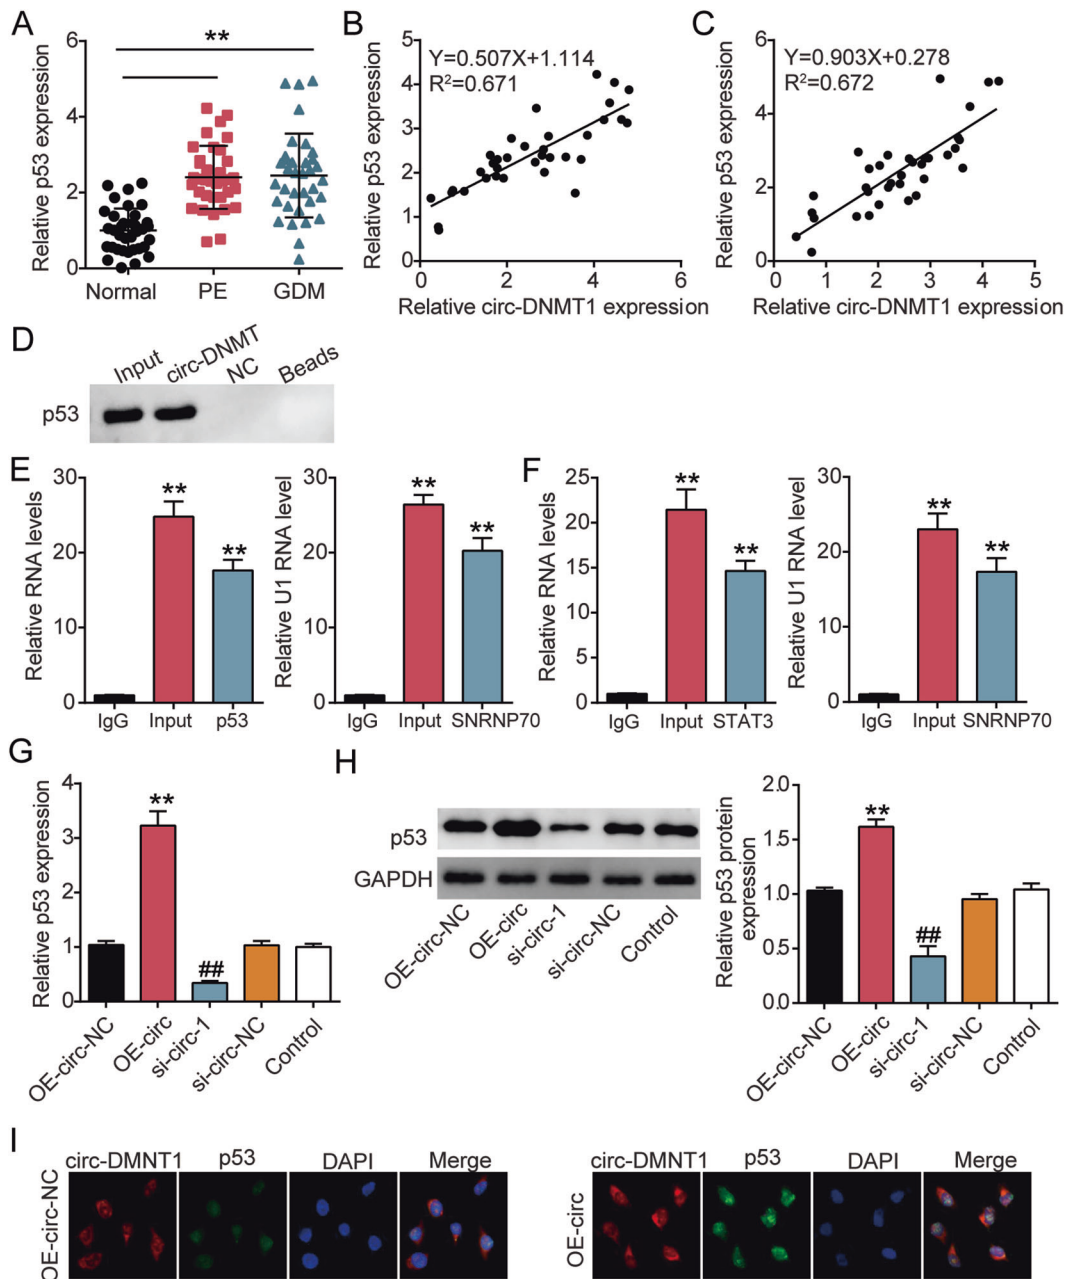 A
Relative p53 expression
6
4
2
0
**
Normal PE GDM
B
Relative p53 expression
5
4
3
2
1
0
Y=0.507X+1.114
R²=0.671
0 2 4 6
Relative circ-DNMT1 expression
C
Relative p53 expression
6
4
2
0
Y=0.903X+0.278
R²=0.672
0 1 2 3 4 5
Relative circ-DNMT1 expression
D
Input circ-DNMT NC Beads
p53
E
Relative RNA levels
30
20
10
0
** **
IgG Input p53
Relative U1 RNA level
30
20
10
0
** **
IgG Input SNRNP70
F
Relative RNA levels
25
20
15
10
5
0
** **
IgG Input STAT3
Relative U1 RNA level
30
20
10
0
** **
IgG Input SNRNP70
G
Relative p53 expression
4
3
2
1
0
**
##
OE-circ-NC OE-circ si-circ-1 si-circ-NC Control
H
p53
GAPDH
OE-circ-NC OE-circ si-circ-1 si-circ-NC Control
Relative p53 protein
expression
2.0
1.5
1.0
0.5
0.0
**
##
OE-circ-NC OE-circ si-circ-1 si-circ-NC Control
I
circ-DMNT1 p53 DAPI Merge
OE-circ-NC
circ-DMNT1 p53 DAPI Merge
OE-circ